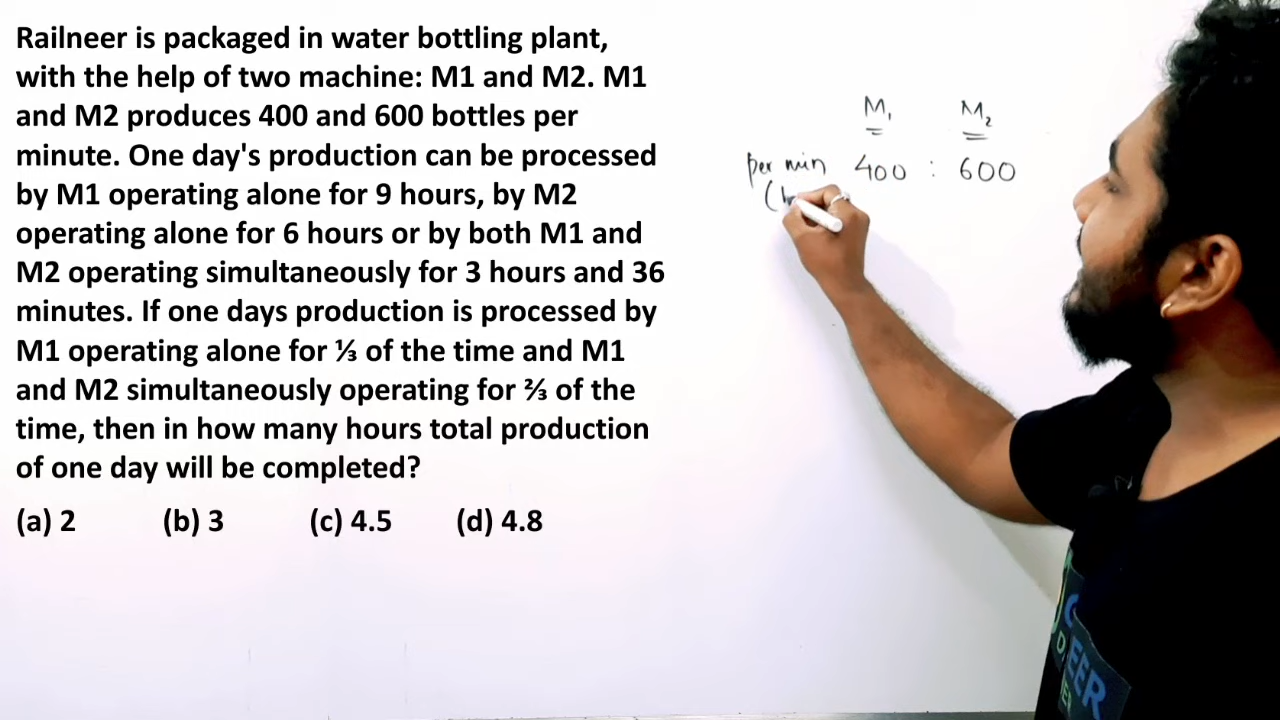 Railneer is packaged in water bottling plant,
with the help of two machine: M1 and M2. M1
and M2 produces 400 and 600 bottles per
minute. One day's production can be processed
by M1 operating alone for 9 hours, by M2
operating alone for 6 hours or by both M1 and
M2 operating simultaneously for 3 hours and 36
minutes. If one days production is processed by
M1 operating alone for ⅓ of the time and M1
and M2 simultaneously operating for ⅔ of the
time, then in how many hours total production
of one day will be completed?
(a) 2 (b) 3 (c) 4.5 (d) 4.8
M₁ M₂
per min 400 : 600